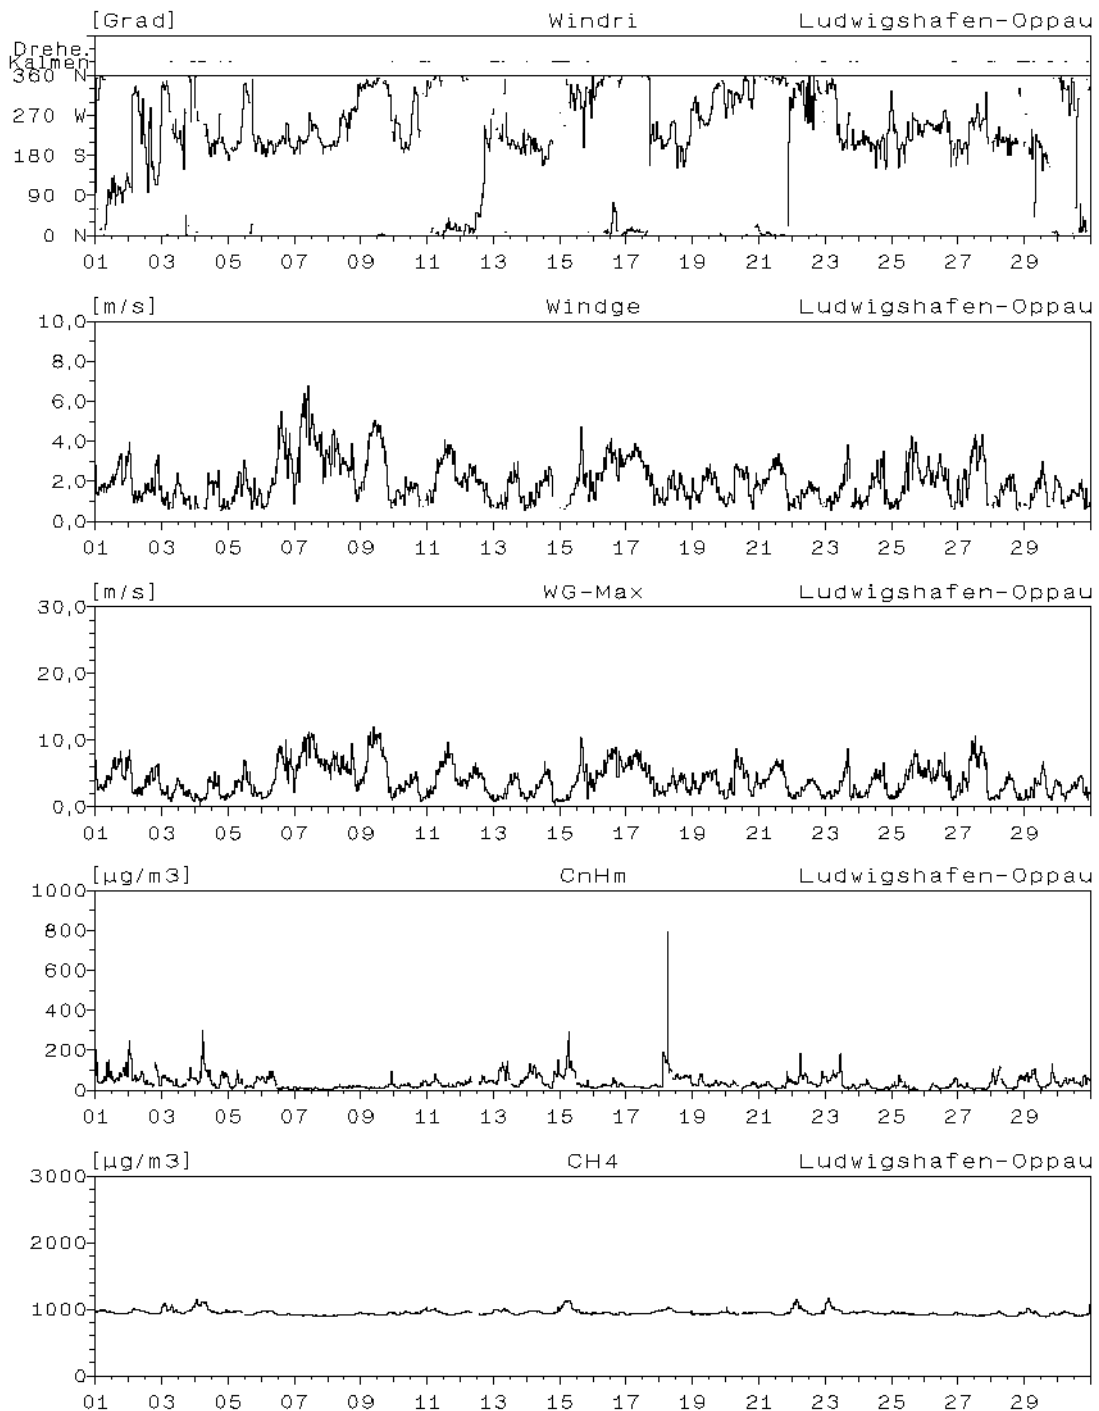 [Grad] Windri Ludwigshafen-Oppau
Drehe.
Kalmen
360 N
270 W
180 S
90 O
0 N
01 03 05 07 09 11 13 15 17 19 21 23 25 27 29
[m/s] Windge Ludwigshafen-Oppau
10,0
8,0
6,0
4,0
2,0
0,0
01 03 05 07 09 11 13 15 17 19 21 23 25 27 29
[m/s] WG-Max Ludwigshafen-Oppau
30,0
20,0
10,0
0,0
01 03 05 07 09 11 13 15 17 19 21 23 25 27 29
[µg/m3] CnHm Ludwigshafen-Oppau
1000
800
600
400
200
0
01 03 05 07 09 11 13 15 17 19 21 23 25 27 29
[µg/m3] CH4 Ludwigshafen-Oppau
3000
2000
1000
0
01 03 05 07 09 11 13 15 17 19 21 23 25 27 29